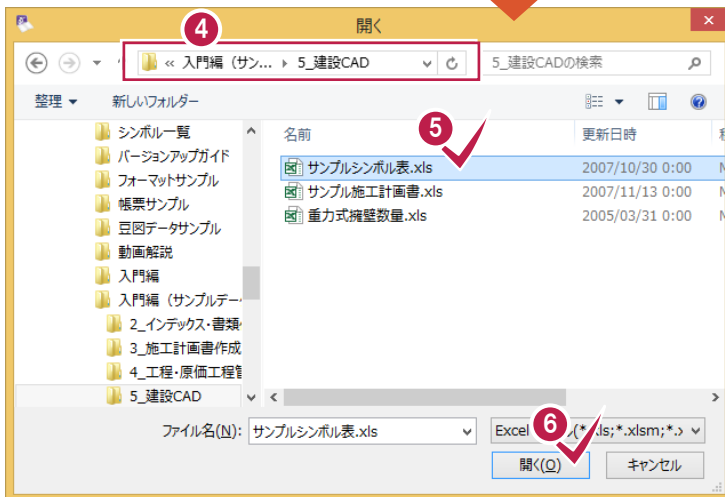 開く
4
« 入門編（サン... ▸ 5_建設CAD
5_建設CADの検索
整理
新しいフォルダー
シンボル一覧
バージョンアップガイド
フォーマットサンプル
帳票サンプル
豆図データサンプル
動画解説
入門編
入門編（サンプルデー
2_インデックス・書類
3_施工計画書作成
4_工程・原価工程管
5_建設CAD
名前
更新日時
5
サンプルシンボル表.xls 2007/10/30 0:00
サンプル施工計画書.xls 2007/11/13 0:00
重力式擁壁数量.xls 2005/03/31 0:00
ファイル名(N): サンプルシンボル表.xls
Excel (*.xls;*.xlsm;*.x
6
開く(O)
キャンセル